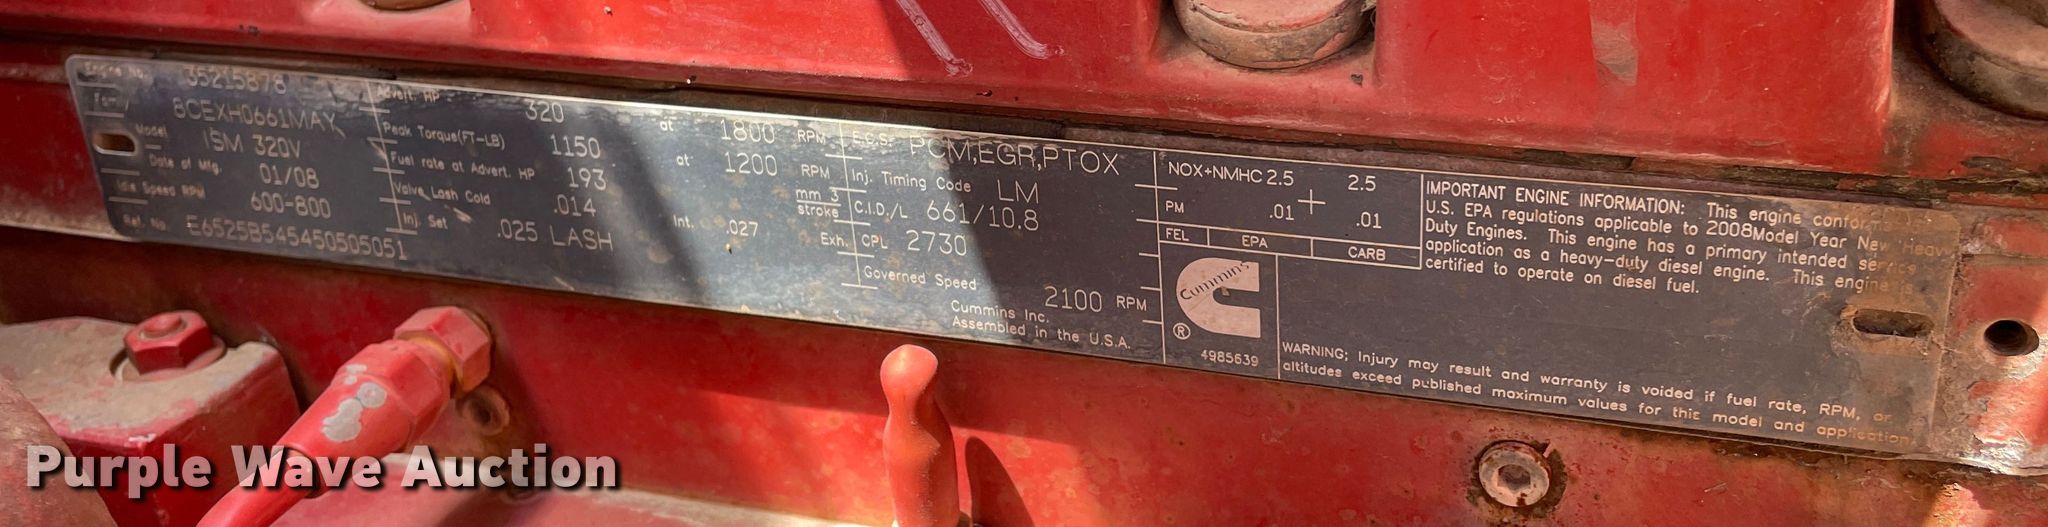 Engine No. 35215878
Family 8CEXH0661MAX
Model ISM 320V
Date of Mfg. 01/08
Idle Speed RPM 600-800
Ref. No. E6525B545450505051
Advert. HP 320 at 1800 RPM
Peak Torque(FT-LB) 1150 at 1200 RPM
Fuel rate at Advert. HP 193 mm 3 stroke
Valve Lash Cold .014 Int. .027 Exh.
Inj. Set .025 LASH
E.C.S. PCM,EGR,PTOX
Inj. Timing Code LM
C.I.D./L 661/10.8
CPL 2730
Governed Speed 2100 RPM
Cummins Inc.
Assembled in the U.S.A.
NOX+NMHC 2.5 2.5
PM .01 + .01
FEL EPA CARB
Cummins
®
4985639
IMPORTANT ENGINE INFORMATION: This engine conforms to
U.S. EPA regulations applicable to 2008Model Year New Heavy
Duty Engines. This engine has a primary intended service
application as a heavy-duty diesel engine. This engine is
certified to operate on diesel fuel.
WARNING; Injury may result and warranty is voided if fuel rate, RPM, or
altitudes exceed published maximum values for this model and application.
Purple Wave Auction